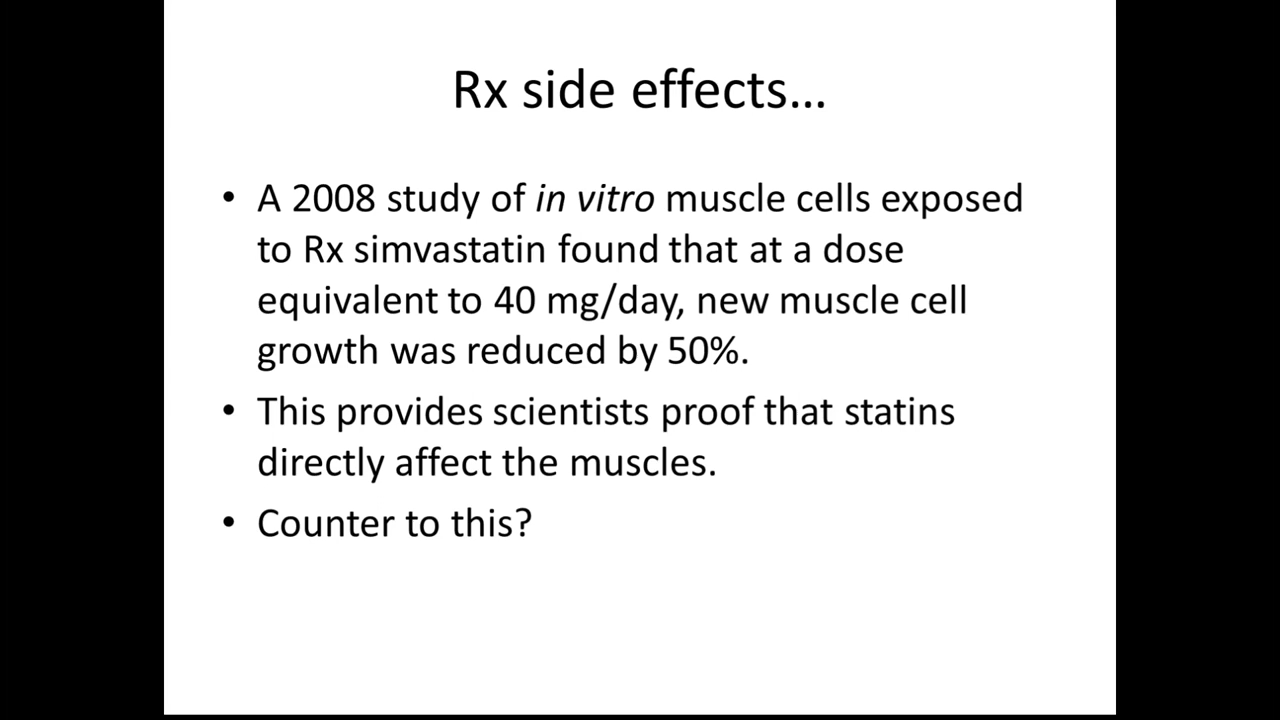 Rx side effects…
• A 2008 study of in vitro muscle cells exposed
to Rx simvastatin found that at a dose
equivalent to 40 mg/day, new muscle cell
growth was reduced by 50%.
• This provides scientists proof that statins
directly affect the muscles.
• Counter to this?